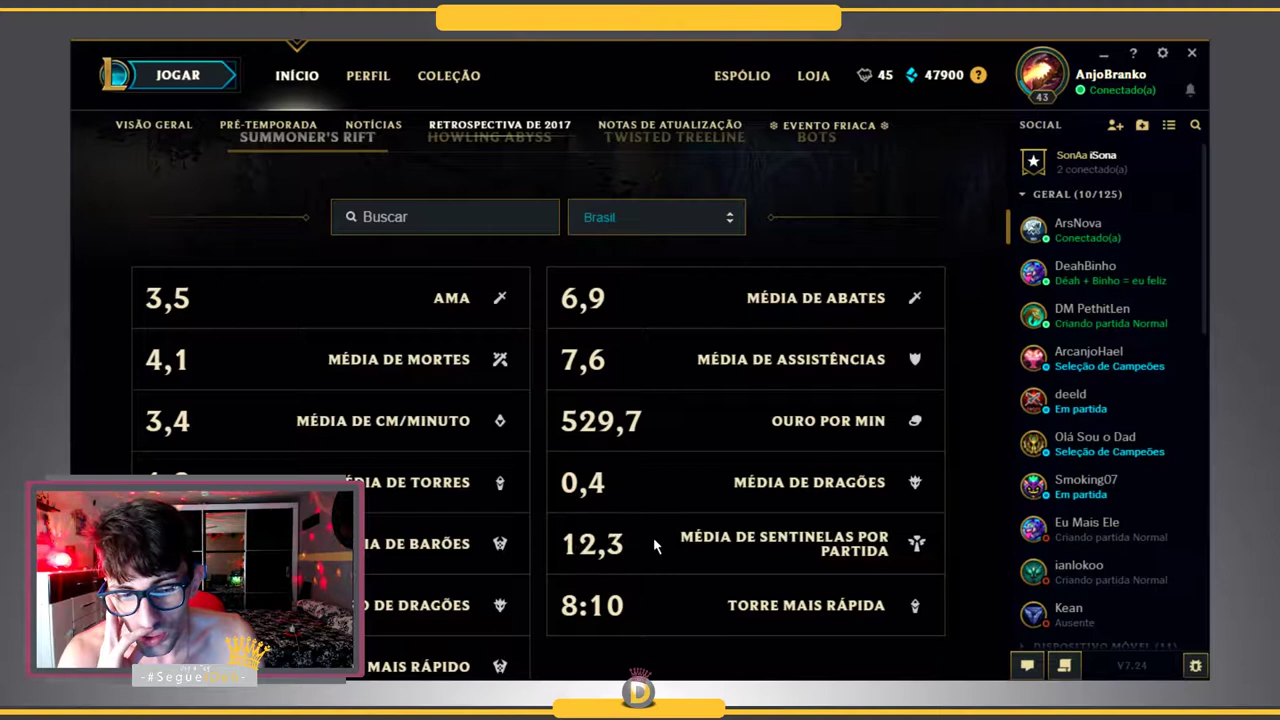 JOGAR
INÍCIO
PERFIL
COLEÇÃO
ESPÓLIO
LOJA
45
47900
?
?
AnjoBranko
Conectado(a)
43
VISÃO GERAL
PRÉ-TEMPORADA
NOTÍCIAS
RETROSPECTIVA DE 2017
NOTAS DE ATUALIZAÇÃO
EVENTO FRIACA
SUMMONER'S RIFT
HOWLING ABYSS
TWISTED TREELINE
BOTS
Buscar
Brasil
3,5 AMA
6,9 MÉDIA DE ABATES
4,1 MÉDIA DE MORTES
7,6 MÉDIA DE ASSISTÊNCIAS
3,4 MÉDIA DE CM/MINUTO
529,7 OURO POR MIN
DIA DE TORRES
0,4 MÉDIA DE DRAGÕES
IA DE BARÕES
12,3 MÉDIA DE SENTINELAS POR
PARTIDA
DE DRAGÕES
8:10 TORRE MAIS RÁPIDA
MAIS RÁPIDO
SOCIAL
SonAa iSona
2 conectado(a)
GERAL (10/125)
ArsNova
Conectado(a)
DeahBinho
Déah + Binho = eu feliz
DM PethitLen
Criando partida Normal
ArcanjoHael
Seleção de Campeões
deeld
Em partida
Olá Sou o Dad
Seleção de Campeões
Smoking07
Em partida
Eu Mais Ele
Criando partida Normal
ianlokoo
Criando partida Normal
Kean
Ausente
DISPOSITIVO MÓVEL (11)
V7.24
D